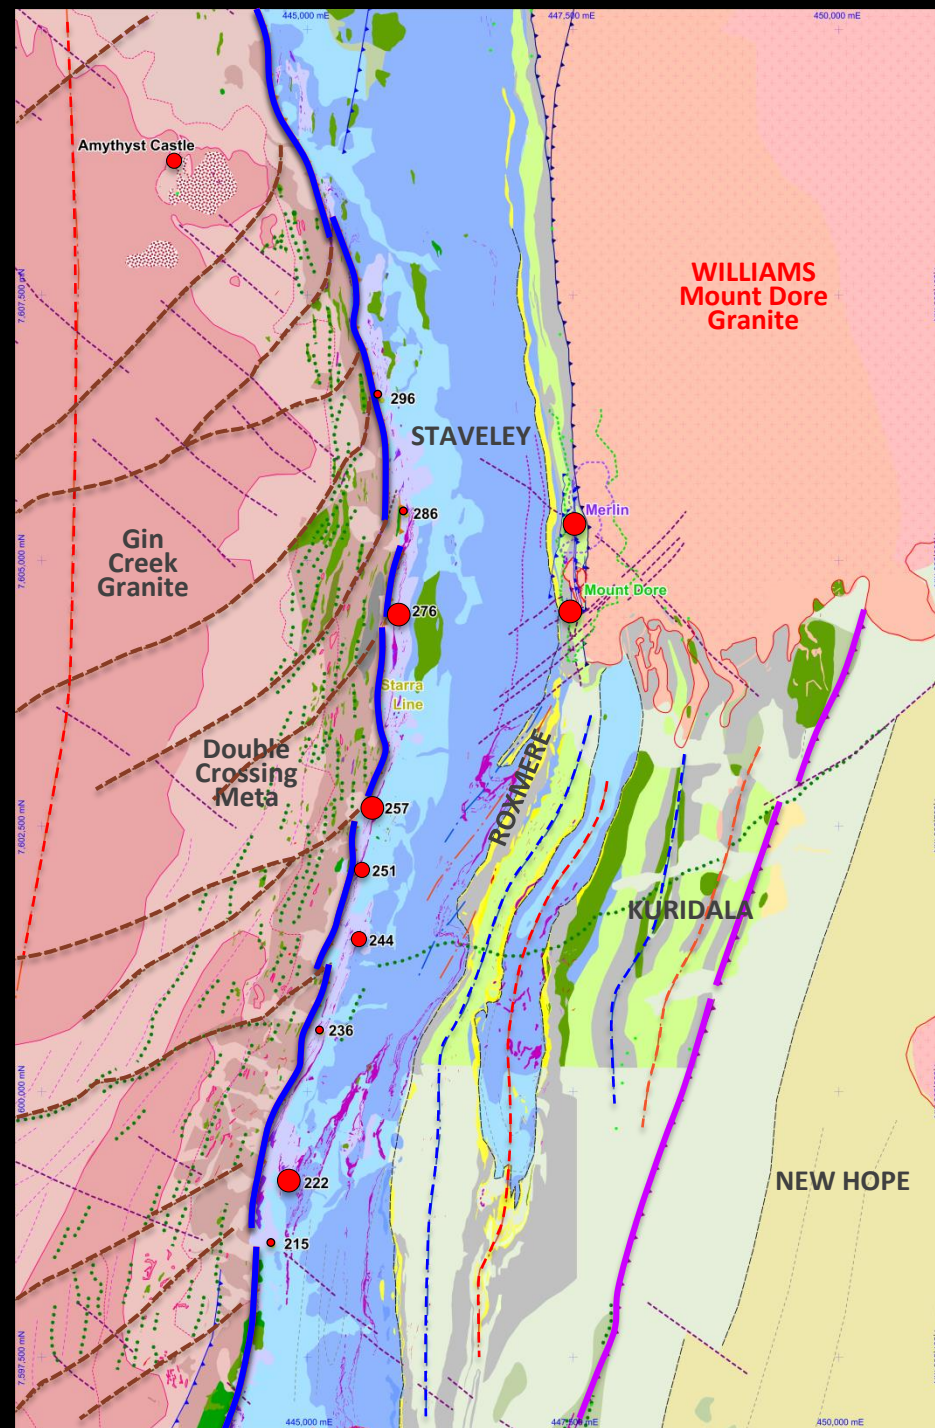 445,000 mE
447,500 mE
450,000 mE
Amythyst Castle
7,607,500 mN
WILLIAMS
Mount Dore
Granite
296
STAVELEY
286
Merlin
Gin
Creek
Granite
7,605,000 mN
Mount Dore
276
Starra
Line
Double
Crossing
Meta
ROXMERE
257
7,602,500 mN
251
KURIDALA
244
236
7,600,000 mN
222
NEW HOPE
215
7,597,500 mN
445,000 mE
447,500 mE
450,000 mE